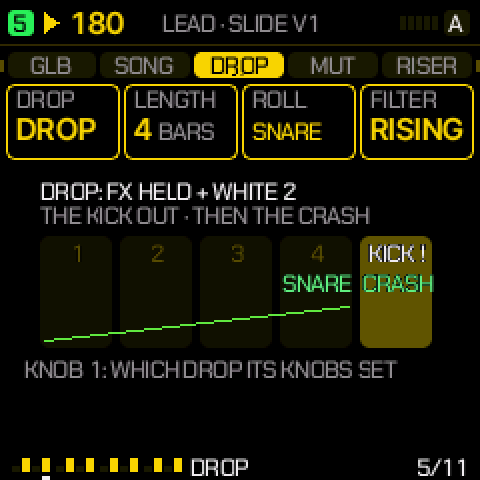 5 180 LEAD · SLIDE V1 A
GLB SONG DROP MUT RISER
DROP LENGTH ROLL FILTER
DROP 4 BARS SNARE RISING
DROP: FX HELD + WHITE 2
THE KICK OUT · THEN THE CRASH
1 2 3 4 KICK !
SNARE CRASH
KNOB 1: WHICH DROP ITS KNOBS SET
DROP 5/11